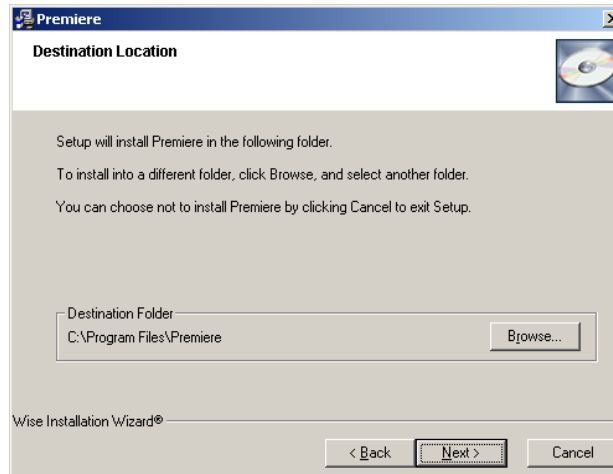 Premiere
Destination Location
Setup will install Premiere in the following folder.
To install into a different folder, click Browse, and select another folder.
You can choose not to install Premiere by clicking Cancel to exit Setup.
Destination Folder
C:\Program Files\Premiere
Browse...
Wise Installation Wizard®
< Back
Next >
Cancel